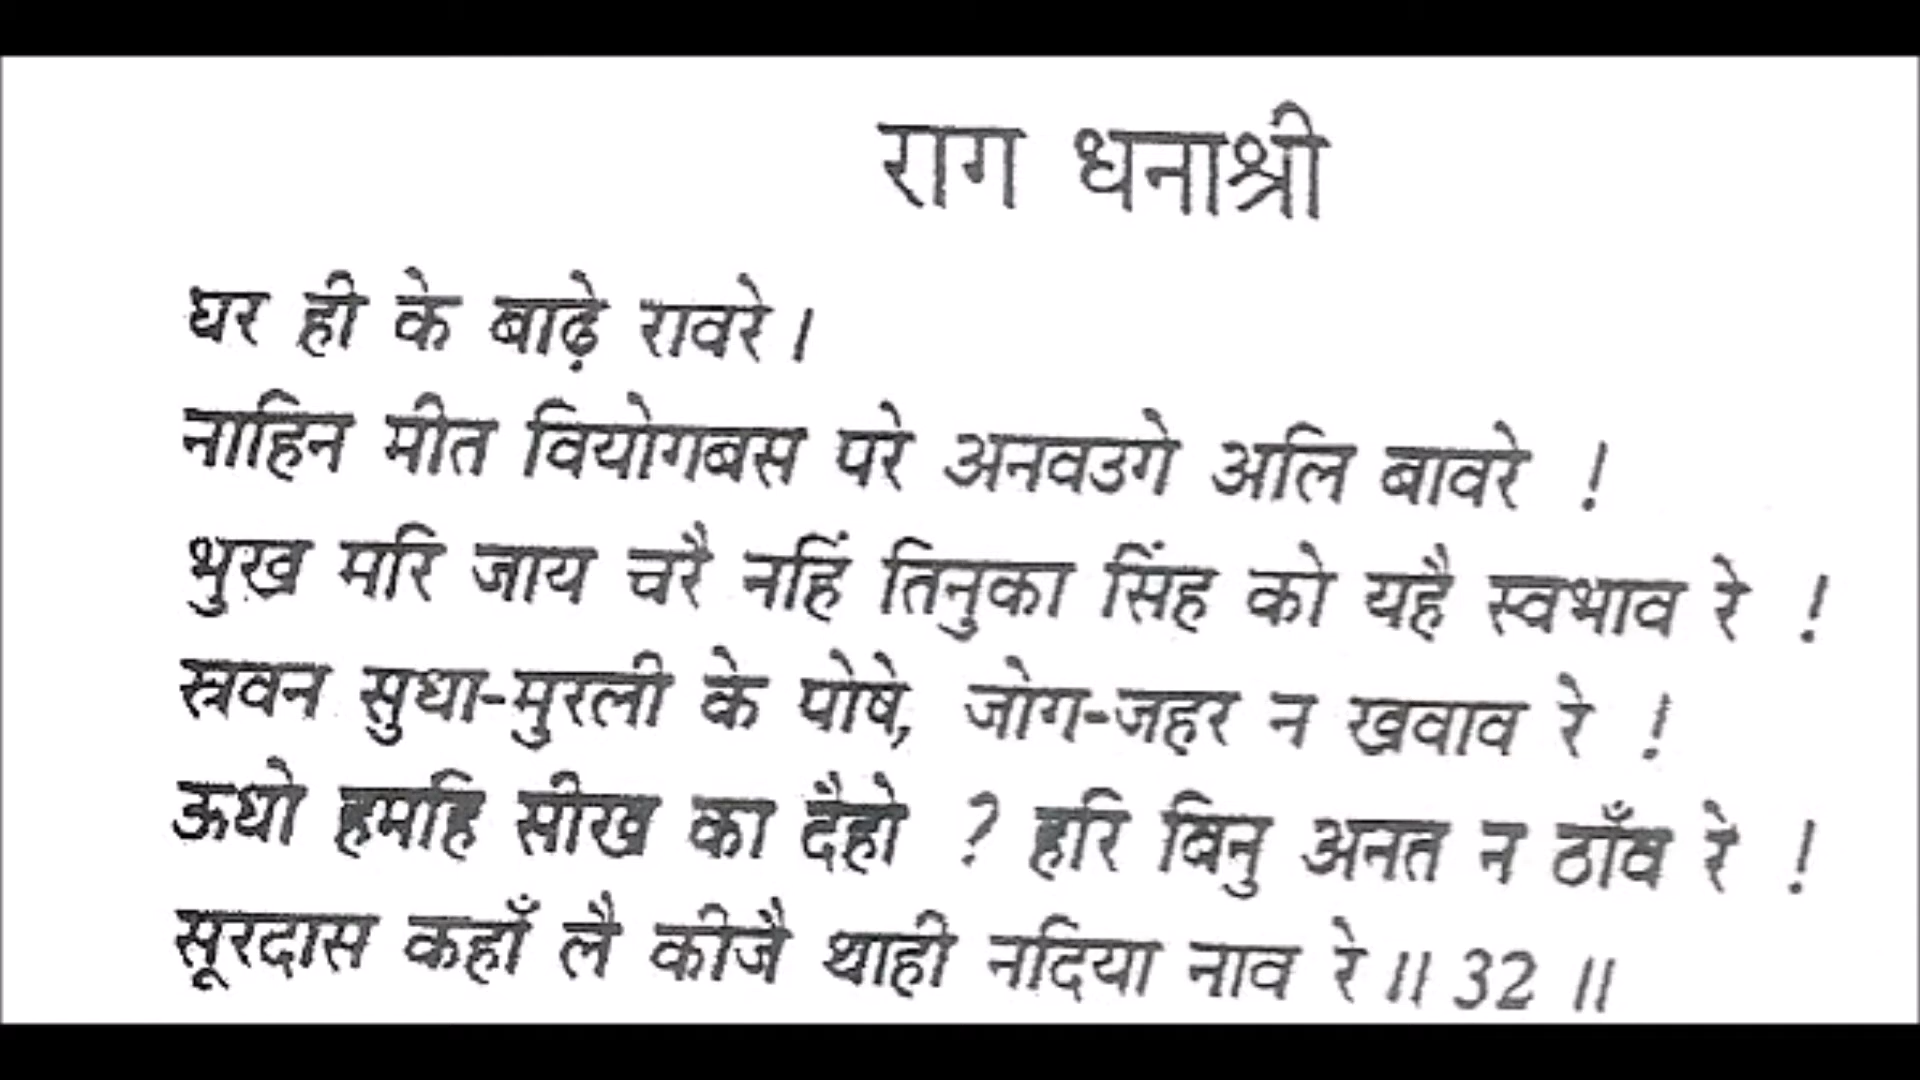 राग धनाश्री
घर ही के बाढ़े रावरे।
नाहिन मीत वियोगबस परे अनवउगे अलि बावरे !
भुख मरि जाय चरै नहिं तिनुका सिंह को यहै स्वभाव रे !
स्रवन सुधा-मुरली के पोषे, जोग-जहर न खवाव रे !
ऊधो हमहि सीख का दैहो ? हरि बिनु अनत न ठाँव रे !
सूरदास कहाँ लै कीजै थाही नदिया नाव रे॥ 32 ॥